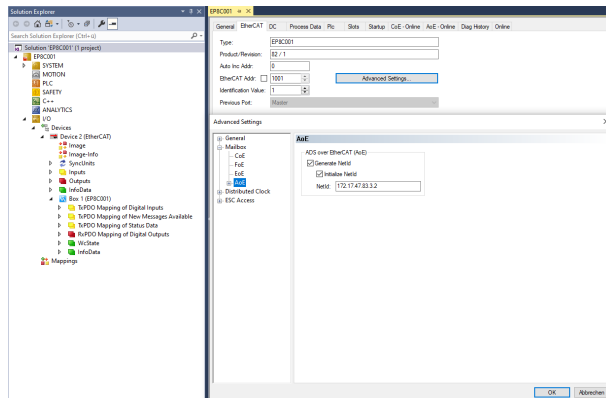 Solution Explorer
Search Solution Explorer (Ctrl+ü)
Solution 'EP8C001' (1 project)
EP8C001
SYSTEM
MOTION
PLC
SAFETY
C++
ANALYTICS
I/O
Devices
Device 2 (EtherCAT)
Image
Image-Info
SyncUnits
Inputs
Outputs
InfoData
Box 1 (EP8C001)
TxPDO Mapping of Digital Inputs
TxPDO Mapping of New Messages Available
TxPDO Mapping of Status Data
RxPDO Mapping of Digital Outputs
WcState
InfoData
Mappings
EP8C001
General EtherCAT DC Process Data Plc Slots Startup CoE - Online AoE - Online Diag History Online
Type: EP8C001
Product/Revision: 82 / 1
Auto Inc Addr: 0
EtherCAT Addr: 1001 Advanced Settings...
Identification Value: 1
Previous Port: Master
Advanced Settings
General
Mailbox
CoE
FoE
EoE
AoE
Distributed Clock
ESC Access
AoE
ADS over EtherCAT (AoE)
Generate NetId
Initialize NetId
NetId: 172.17.47.83.3.2
OK Abbrechen